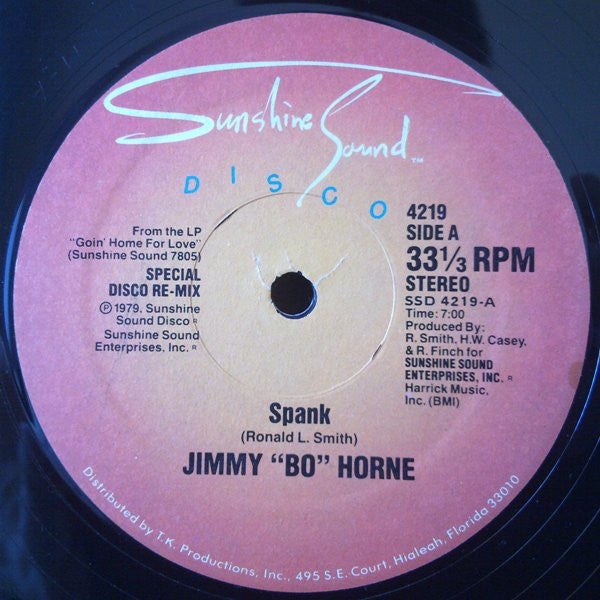 Sunshine Sound ™
DISCO
From the LP
"Goin' Home For Love"
(Sunshine Sound 7805)
SPECIAL
DISCO RE-MIX
Ⓟ 1979, Sunshine
Sound Disco ®
Sunshine Sound
Enterprises, Inc. ®
4219
SIDE A
33 1/3 RPM
STEREO
SSD 4219-A
Time: 7:00
Produced By:
R. Smith, H.W. Casey,
& R. Finch for
SUNSHINE SOUND
ENTERPRISES, INC. ®
Harrick Music,
Inc. (BMI)
Spank
(Ronald L. Smith)
JIMMY "BO" HORNE
Distributed by T.K. Productions, Inc., 495 S.E. Court, Hialeah, Florida 33010